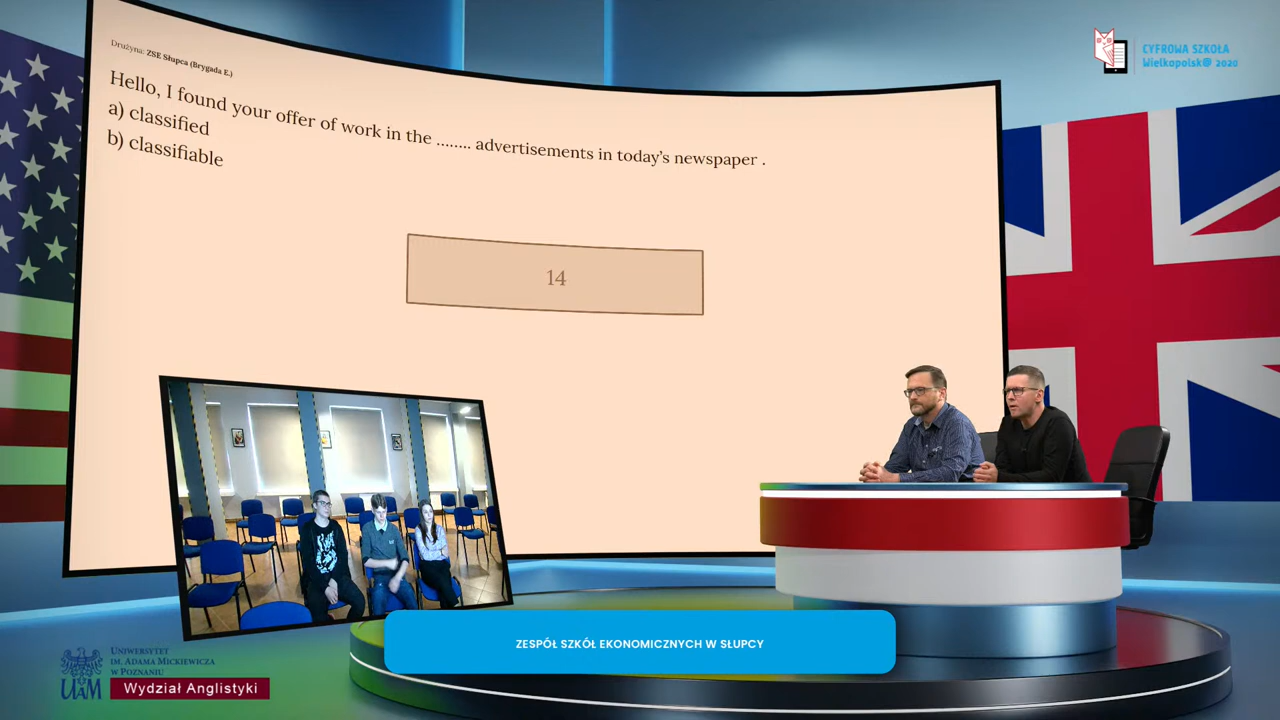 Drużyna: ZSE Słupca (Brygada E.)
Hello, I found your offer of work in the ........ advertisements in today's newspaper .
a) classified
b) classifiable
14
CYFROWA SZKOŁA
Wielkopolsk@ 2020
ZESPÓŁ SZKÓŁ EKONOMICZNYCH W SŁUPCY
UNIWERSYTET
IM. ADAMA MICKIEWICZA
W POZNANIU
UAM
Wydział Anglistyki